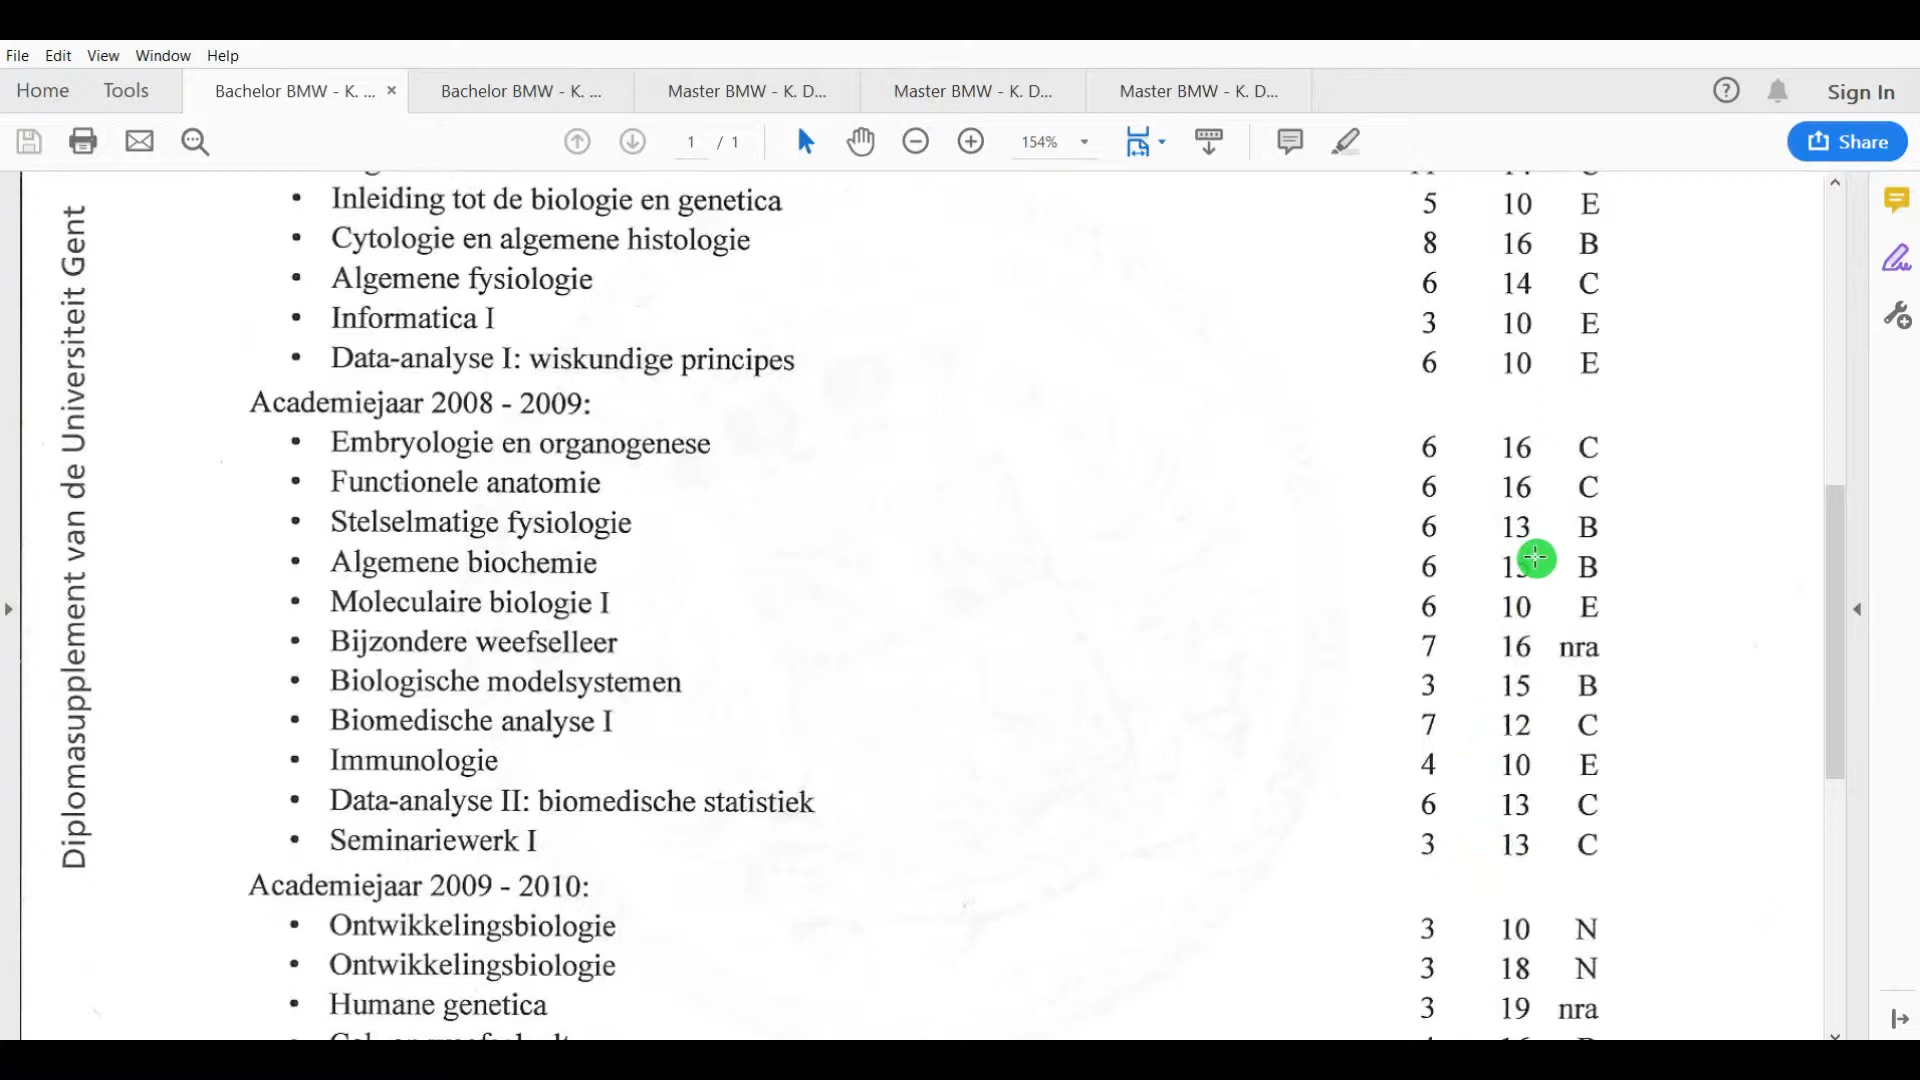 File Edit View Window Help
Home Tools Bachelor BMW - K. ... × Bachelor BMW - K. ... Master BMW - K. D... Master BMW - K. D... Master BMW - K. D... Sign In
1 / 1 154% Share
Diplomasupplement van de Universiteit Gent
• Inleiding tot de biologie en genetica 5 10 E
• Cytologie en algemene histologie 8 16 B
• Algemene fysiologie 6 14 C
• Informatica I 3 10 E
• Data-analyse I: wiskundige principes 6 10 E
Academiejaar 2008 - 2009:
• Embryologie en organogenese 6 16 C
• Functionele anatomie 6 16 C
• Stelselmatige fysiologie 6 13 B
• Algemene biochemie 6 B
• Moleculaire biologie I 6 10 E
• Bijzondere weefselleer 7 16 nra
• Biologische modelsystemen 3 15 B
• Biomedische analyse I 7 12 C
• Immunologie 4 10 E
• Data-analyse II: biomedische statistiek 6 13 C
• Seminariewerk I 3 13 C
Academiejaar 2009 - 2010:
• Ontwikkelingsbiologie 3 10 N
• Ontwikkelingsbiologie 3 18 N
• Humane genetica 3 19 nra